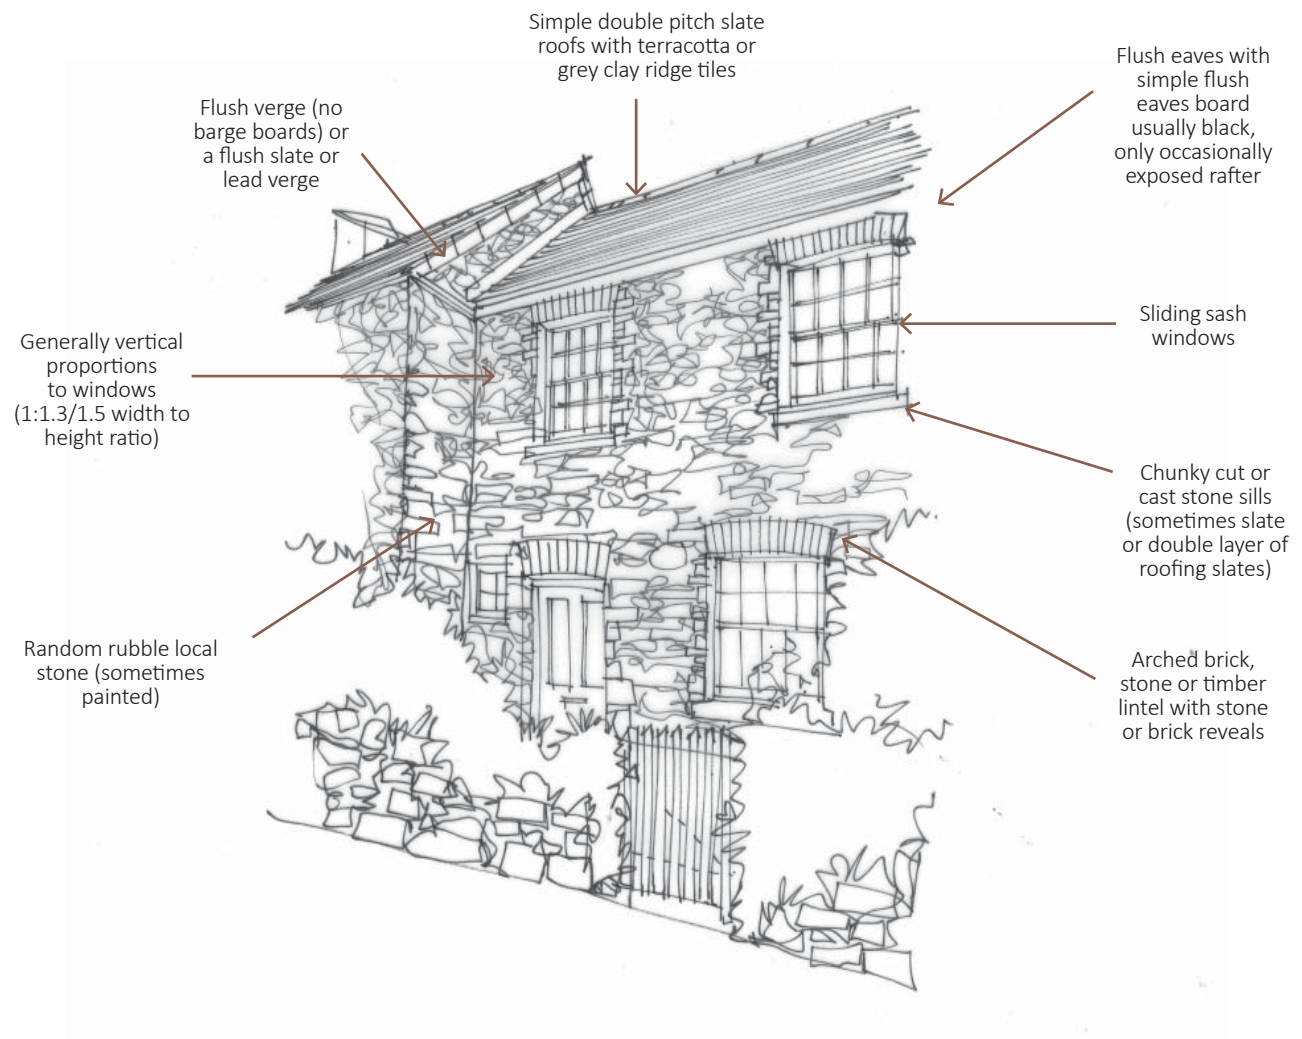 Simple double pitch slate
roofs with terracotta or
grey clay ridge tiles
Flush eaves with
simple flush
eaves board
usually black,
only occasionally
exposed rafter
Flush verge (no
barge boards) or
a flush slate or
lead verge
Sliding sash
windows
Generally vertical
proportions
to windows
(1:1.3/1.5 width to
height ratio)
Chunky cut or
cast stone sills
(sometimes slate
or double layer of
roofing slates)
Random rubble local
stone (sometimes
painted)
Arched brick,
stone or timber
lintel with stone
or brick reveals